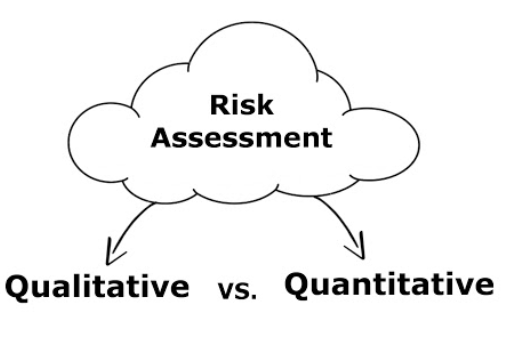 Risk
Assessment
Qualitative vs. Quantitative